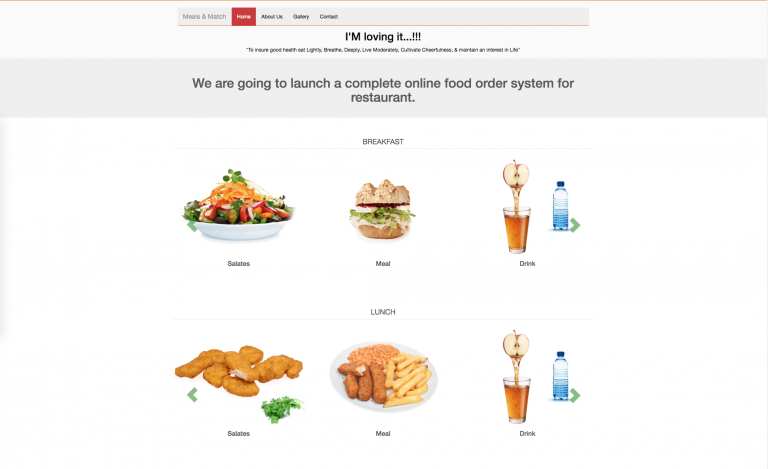 Meals & Match Home About Us Gallery Contact
I'M loving it...!!!
"To insure good health eat Lightly, Breathe, Deeply, Live Moderately, Cultivate Cheerfulness, & maintain an interest in Life"
We are going to launch a complete online food order system for
restaurant.
BREAKFAST
Salates Meal Drink
LUNCH
Salates Meal Drink